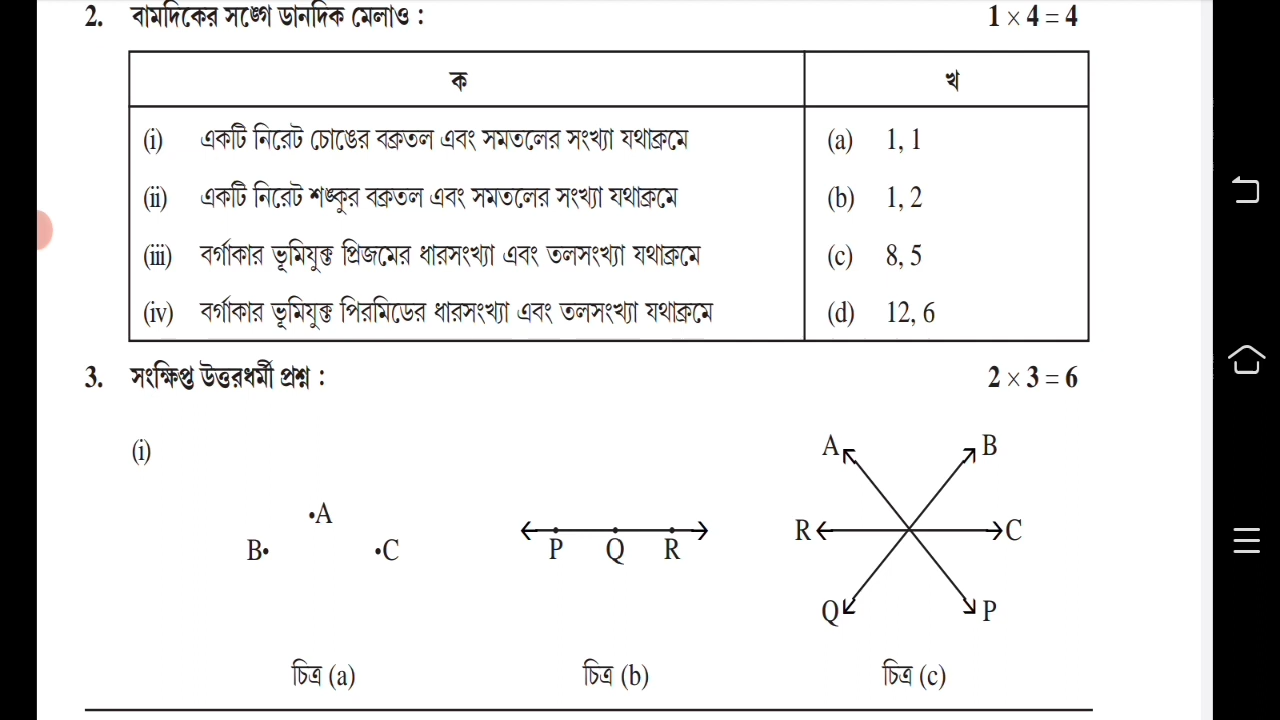 2. বামদিকের সঙ্গে ডানদিক মেলাও : 1 × 4 = 4
ক খ
(i) একটি নিরেট চোঙের বক্রতল এবং সমতলের সংখ্যা যথাক্রমে (a) 1, 1
(ii) একটি নিরেট শঙ্কুর বক্রতল এবং সমতলের সংখ্যা যথাক্রমে (b) 1, 2
(iii) বর্গাকার ভূমিযুক্ত প্রিজমের ধারসংখ্যা এবং তলসংখ্যা যথাক্রমে (c) 8, 5
(iv) বর্গাকার ভূমিযুক্ত পিরমিডের ধারসংখ্যা এবং তলসংখ্যা যথাক্রমে (d) 12, 6
3. সংক্ষিপ্ত উত্তরধর্মী প্রশ্ন : 2 × 3 = 6
(i) A B
•A
R C
B• •C P Q R
Q P
চিত্র (a) চিত্র (b) চিত্র (c)